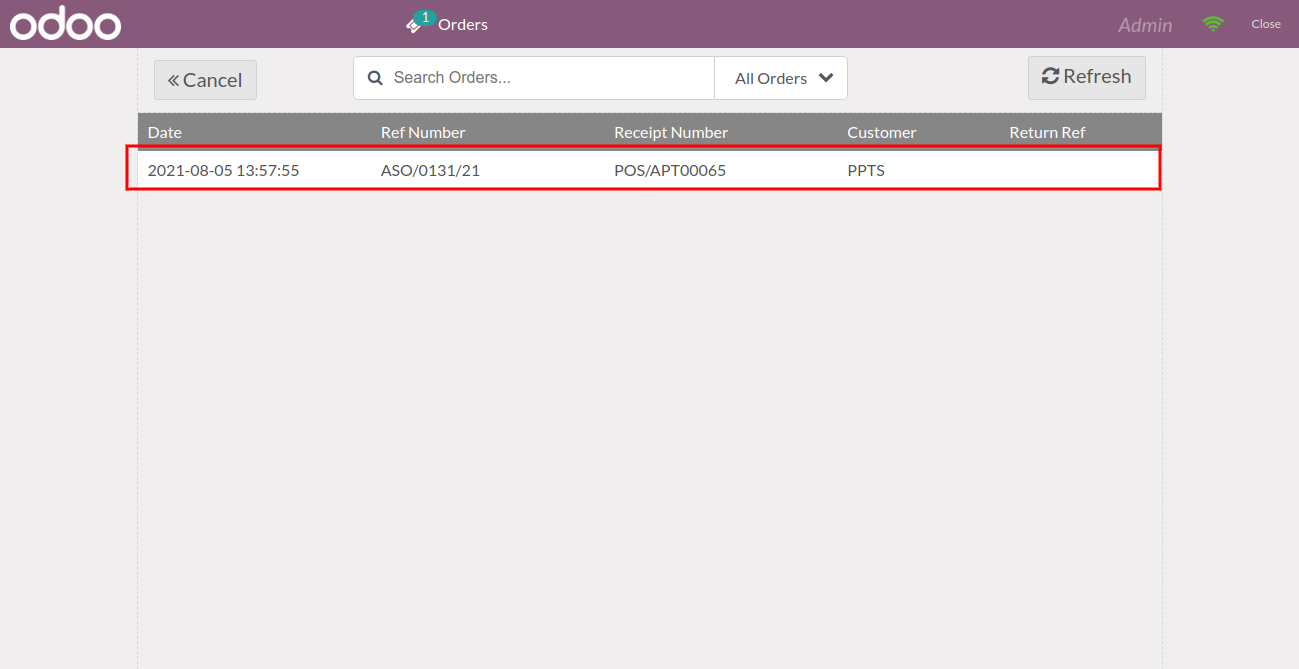 odoo 1 Orders Admin Close
Cancel Search Orders... All Orders Refresh
Date Ref Number Receipt Number Customer Return Ref
2021-08-05 13:57:55 ASO/0131/21 POS/APT00065 PPTS